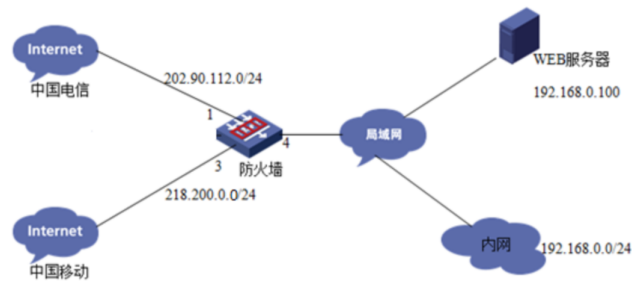 Internet
中国电信
202.90.112.0/24
1
3
4
防火墙
218.200.0.0/24
Internet
中国移动
局域网
WEB服务器
192.168.0.100
内网
192.168.0.0/24